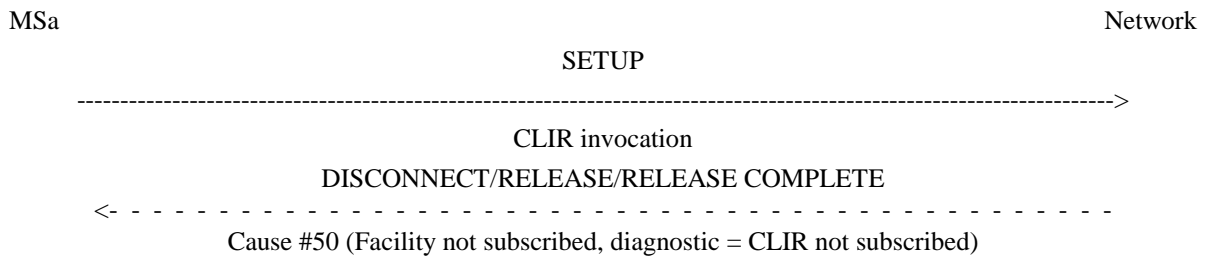 MSa Network
SETUP
------------------------------------------------------------------------------------------------------------------------>
CLIR invocation
DISCONNECT/RELEASE/RELEASE COMPLETE
<- - - - - - - - - - - - - - - - - - - - - - - - - - - - - - - - - - - - - - - - - - - - - -
Cause #50 (Facility not subscribed, diagnostic = CLIR not subscribed)